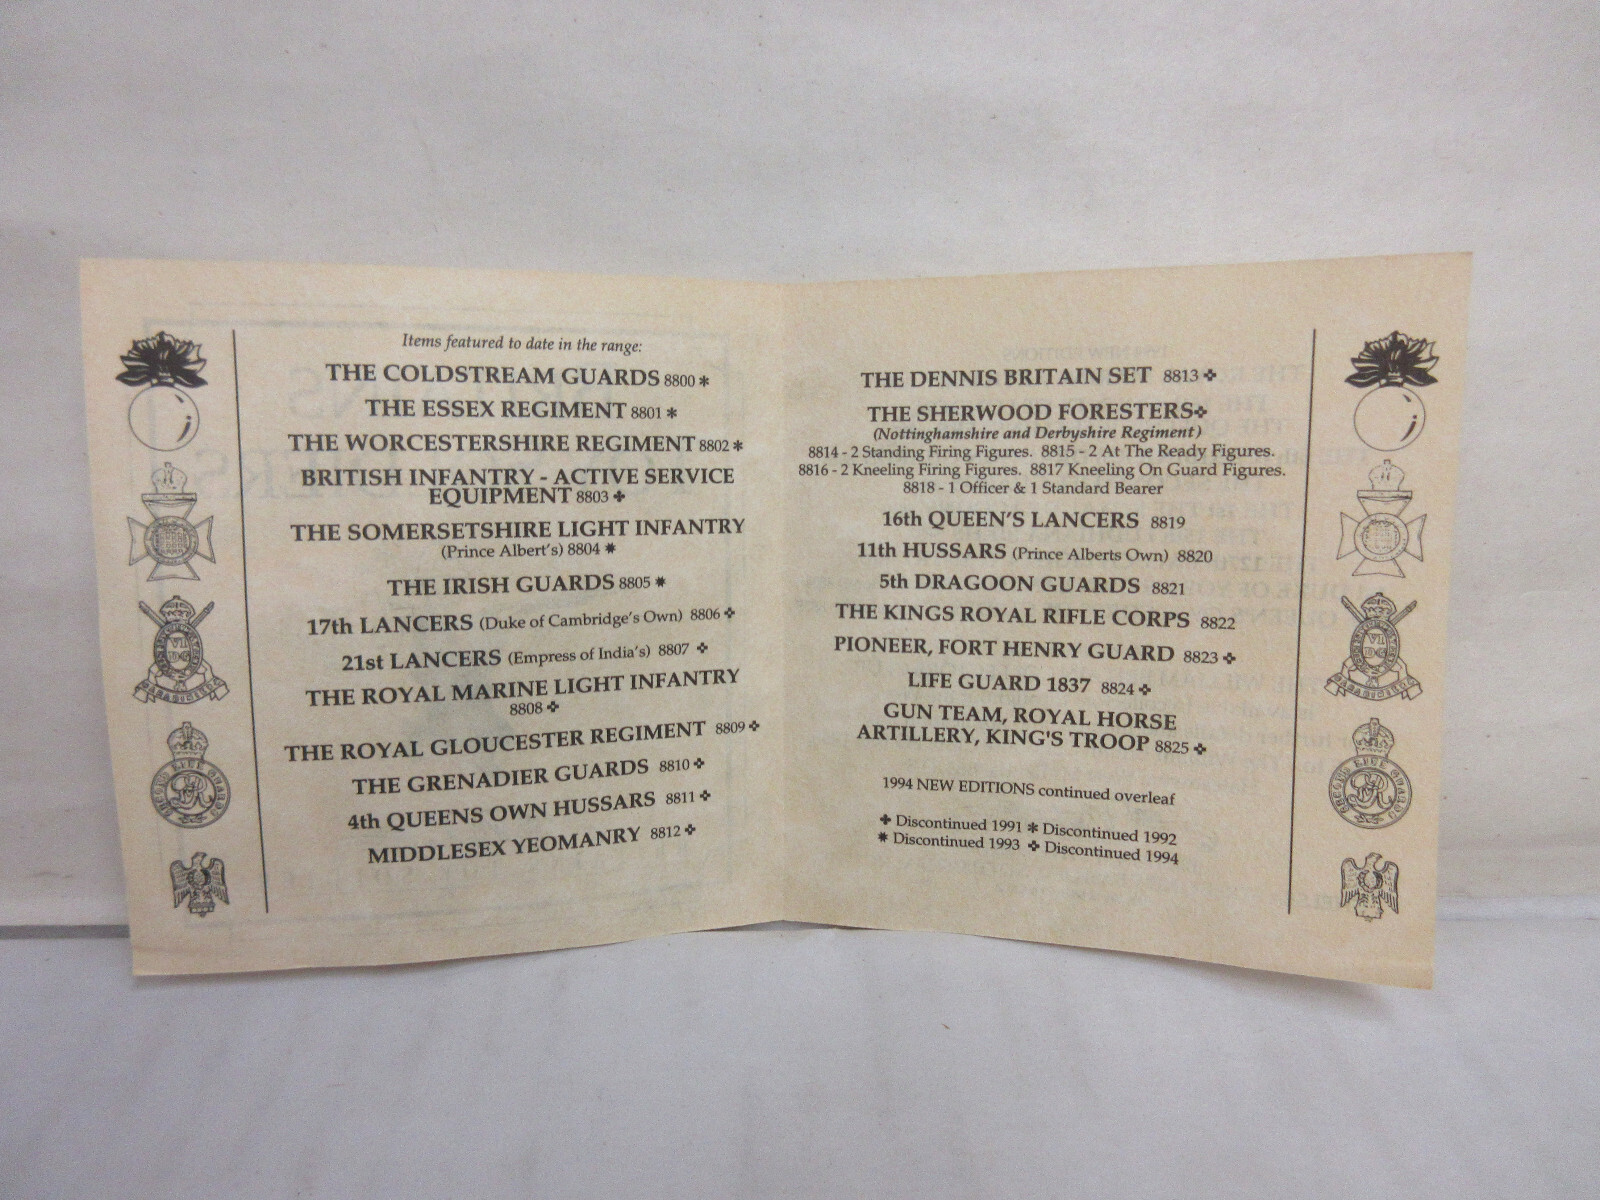 Items featured to date in the range:
THE COLDSTREAM GUARDS 8800 ✻
THE ESSEX REGIMENT 8801 ✻
THE WORCESTERSHIRE REGIMENT 8802 ✻
BRITISH INFANTRY - ACTIVE SERVICE
EQUIPMENT 8803 ✚
THE SOMERSETSHIRE LIGHT INFANTRY
(Prince Albert's) 8804 ✷
THE IRISH GUARDS 8805 ✷
17th LANCERS (Duke of Cambridge's Own) 8806 ✤
21st LANCERS (Empress of India's) 8807 ✤
THE ROYAL MARINE LIGHT INFANTRY
8808 ✤
THE ROYAL GLOUCESTER REGIMENT 8809 ✤
THE GRENADIER GUARDS 8810 ✤
4th QUEENS OWN HUSSARS 8811 ✤
MIDDLESEX YEOMANRY 8812 ✤
THE DENNIS BRITAIN SET 8813 ✤
THE SHERWOOD FORESTERS ✤
(Nottinghamshire and Derbyshire Regiment)
8814 - 2 Standing Firing Figures. 8815 - 2 At The Ready Figures.
8816 - 2 Kneeling Firing Figures. 8817 Kneeling On Guard Figures.
8818 - 1 Officer & 1 Standard Bearer
16th QUEEN'S LANCERS 8819
11th HUSSARS (Prince Alberts Own) 8820
5th DRAGOON GUARDS 8821
THE KINGS ROYAL RIFLE CORPS 8822
PIONEER, FORT HENRY GUARD 8823 ✤
LIFE GUARD 1837 8824 ✤
GUN TEAM, ROYAL HORSE
ARTILLERY, KING'S TROOP 8825 ✤
1994 NEW EDITIONS continued overleaf
✚ Discontinued 1991 ✻ Discontinued 1992
✷ Discontinued 1993 ✤ Discontinued 1994